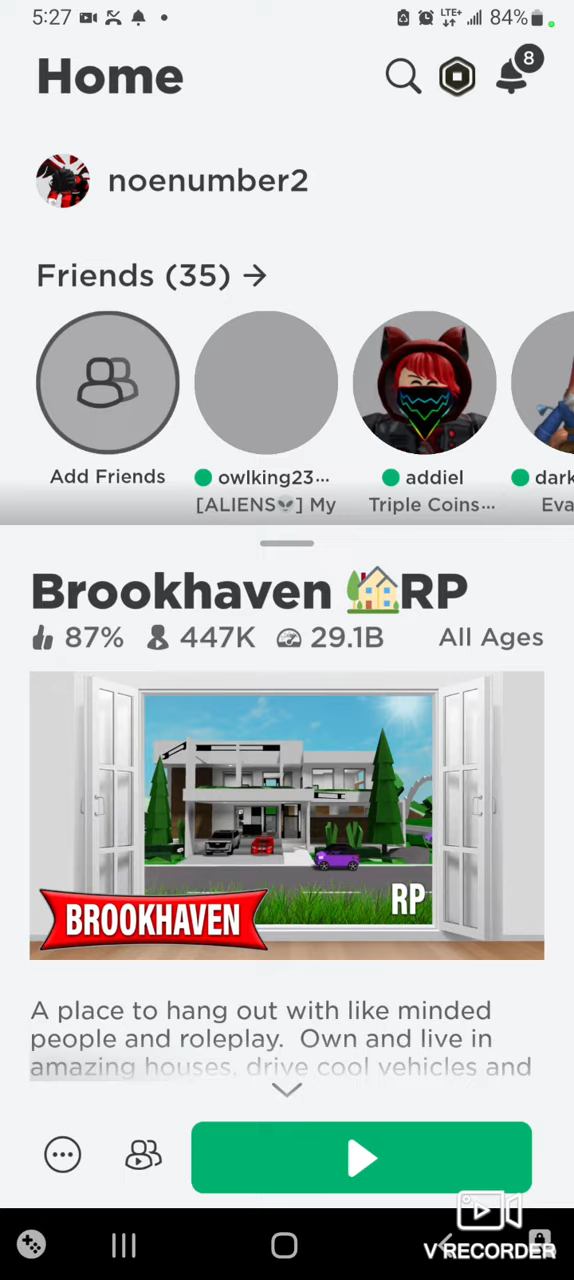 5:27 LTE+ 84%
Home
8
noenumber2
Friends (35) →
Add Friends
owlking23...
addiel
dark
[ALIENS👽] My
Triple Coins...
Eva
Brookhaven 🏡RP
87% 447K 29.1B All Ages
BROOKHAVEN
RP
A place to hang out with like minded
people and roleplay. Own and live in
amazing houses, drive cool vehicles and
V RECORDER